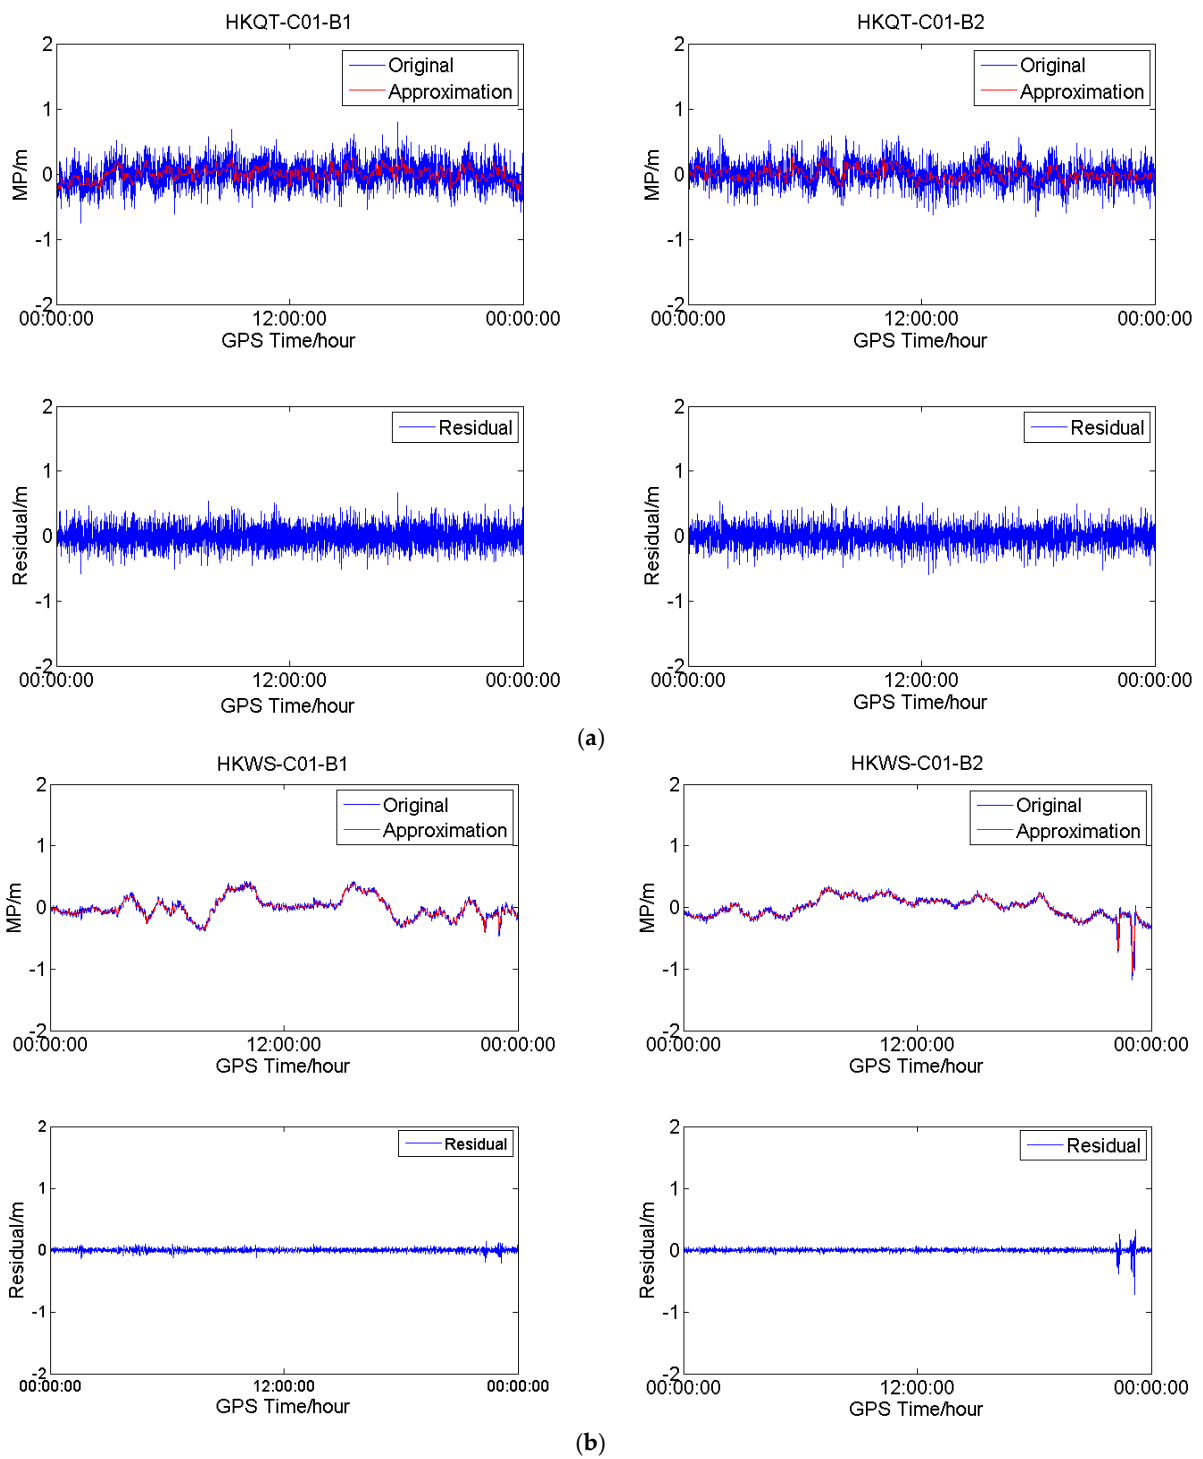 HKQT-C01-B1
2
1
0
-1
-2
MP/m
Original
Approximation
00:00:00 12:00:00 00:00:00
GPS Time/hour
HKQT-C01-B2
2
1
0
-1
-2
MP/m
Original
Approximation
00:00:00 12:00:00 00:00:00
GPS Time/hour
2
1
0
-1
-2
Residual/m
Residual
00:00:00 12:00:00 00:00:00
GPS Time/hour
2
1
0
-1
-2
Residual/m
Residual
00:00:00 12:00:00 00:00:00
GPS Time/hour
(a)
HKWS-C01-B1
2
1
0
-1
-2
MP/m
Original
Approximation
00:00:00 12:00:00 00:00:00
GPS Time/hour
HKWS-C01-B2
2
1
0
-1
-2
MP/m
Original
Approximation
00:00:00 12:00:00 00:00:00
GPS Time/hour
2
1
0
-1
-2
Residual/m
Residual
00:00:00 12:00:00 00:00:00
GPS Time/hour
2
1
0
-1
-2
Residual/m
Residual
00:00:00 12:00:00 00:00:00
GPS Time/hour
(b)